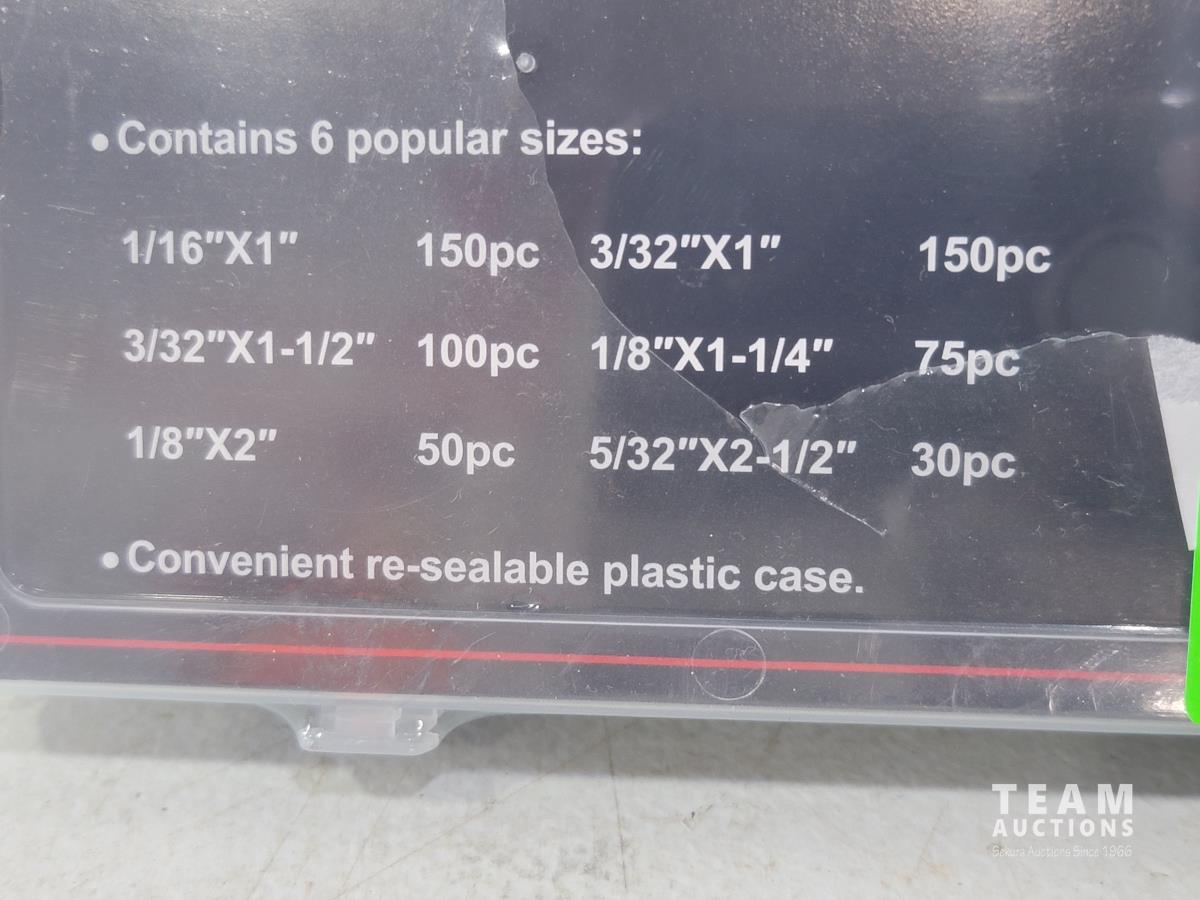 • Contains 6 popular sizes:
1/16″X1″ 150pc 3/32″X1″ 150pc
3/32″X1-1/2″ 100pc 1/8″X1-1/4″ 75pc
1/8″X2″ 50pc 5/32″X2-1/2″ 30pc
• Convenient re-sealable plastic case.
TEAM
AUCTIONS
Sekura Auctions Since 1966